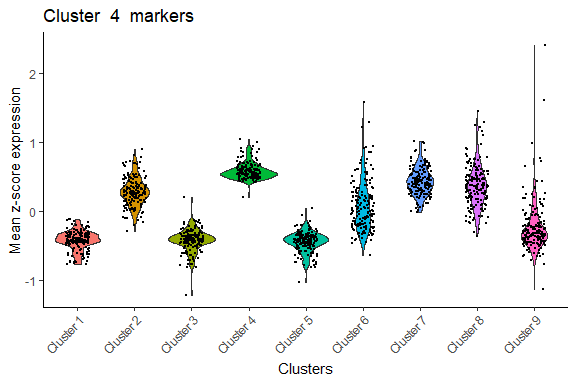 Cluster 4 markers
Mean z-score expression
2
1
0
-1
Cluster 1
Cluster 2
Cluster 3
Cluster 4
Cluster 5
Cluster 6
Cluster 7
Cluster 8
Cluster 9
Clusters